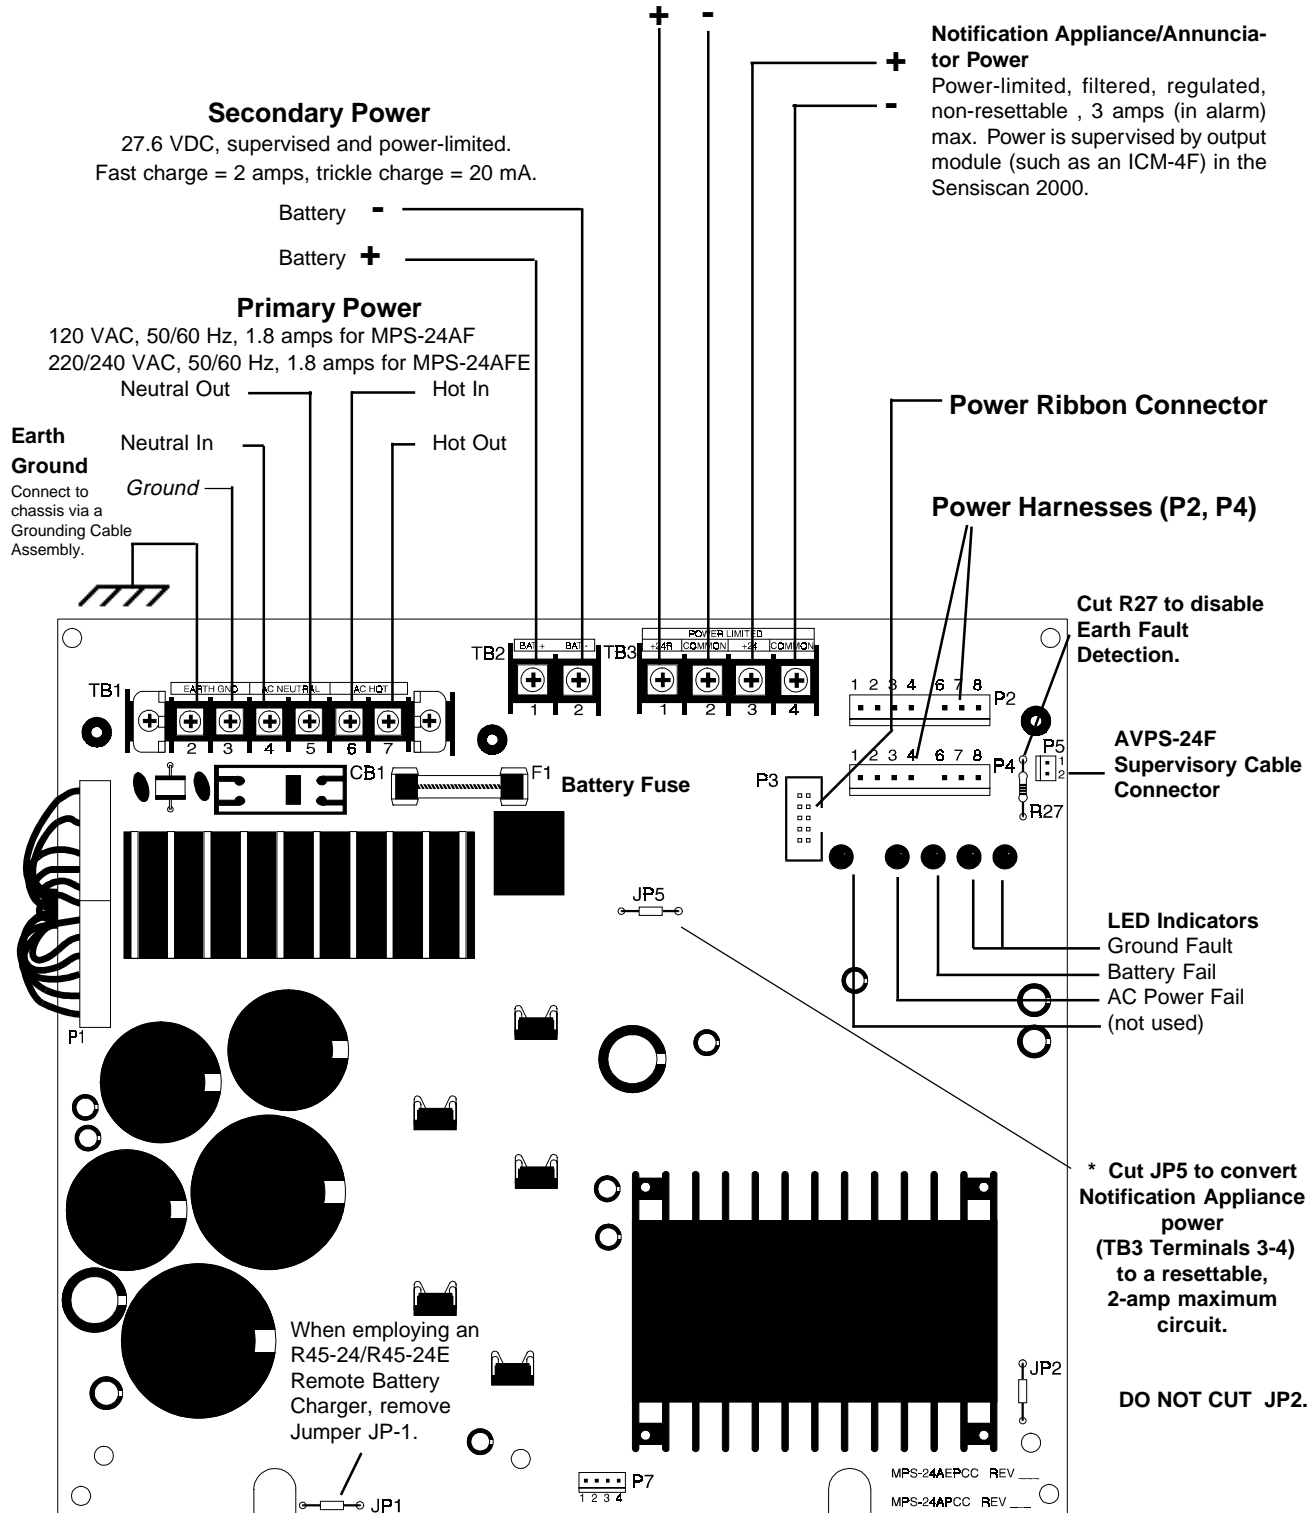 + -
Notification Appliance/Annuncia-
tor Power
+
-
Power-limited, filtered, regulated,
non-resettable , 3 amps (in alarm)
max. Power is supervised by output
module (such as an ICM-4F) in the
Sensiscan 2000.
Secondary Power
27.6 VDC, supervised and power-limited.
Fast charge = 2 amps, trickle charge = 20 mA.
Battery -
Battery +
Primary Power
120 VAC, 50/60 Hz, 1.8 amps for MPS-24AF
220/240 VAC, 50/60 Hz, 1.8 amps for MPS-24AFE
Neutral Out
Hot In
Neutral In
Hot Out
Earth
Ground
Connect to
chassis via a
Grounding Cable
Assembly.
Ground
Power Ribbon Connector
Power Harnesses (P2, P4)
Cut R27 to disable
Earth Fault
Detection.
TB1
EARTH GND AC NEUTRAL AC HOT
2 3 4 5 6 7
TB2
BAT + BAT -
1 2
TB3
POWER LIMITED
+24R COMMON +24 COMMON
1 2 3 4
1 2 3 4 6 7 8
P2
1 2 3 4 6 7 8
P4
P5
1
2
R27
AVPS-24F
Supervisory Cable
Connector
CB1
F1
Battery Fuse
P3
JP5
P1
LED Indicators
Ground Fault
Battery Fail
AC Power Fail
(not used)
* Cut JP5 to convert
Notification Appliance
power
(TB3 Terminals 3-4)
to a resettable,
2-amp maximum
circuit.
When employing an
R45-24/R45-24E
Remote Battery
Charger, remove
Jumper JP-1.
JP2
DO NOT CUT JP2.
JP1
P7
1 2 3 4
MPS-24AEPCC REV ___
MPS-24APCC REV ___